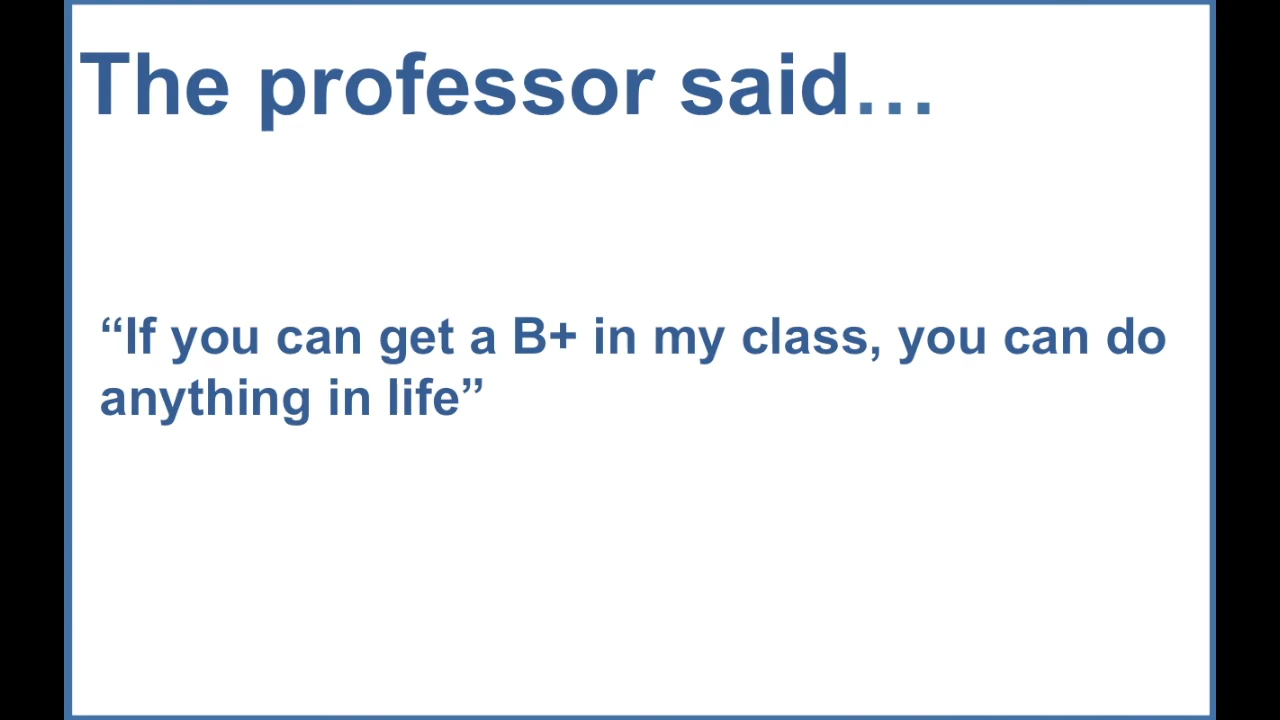 The professor said…
“If you can get a B+ in my class, you can do
anything in life”